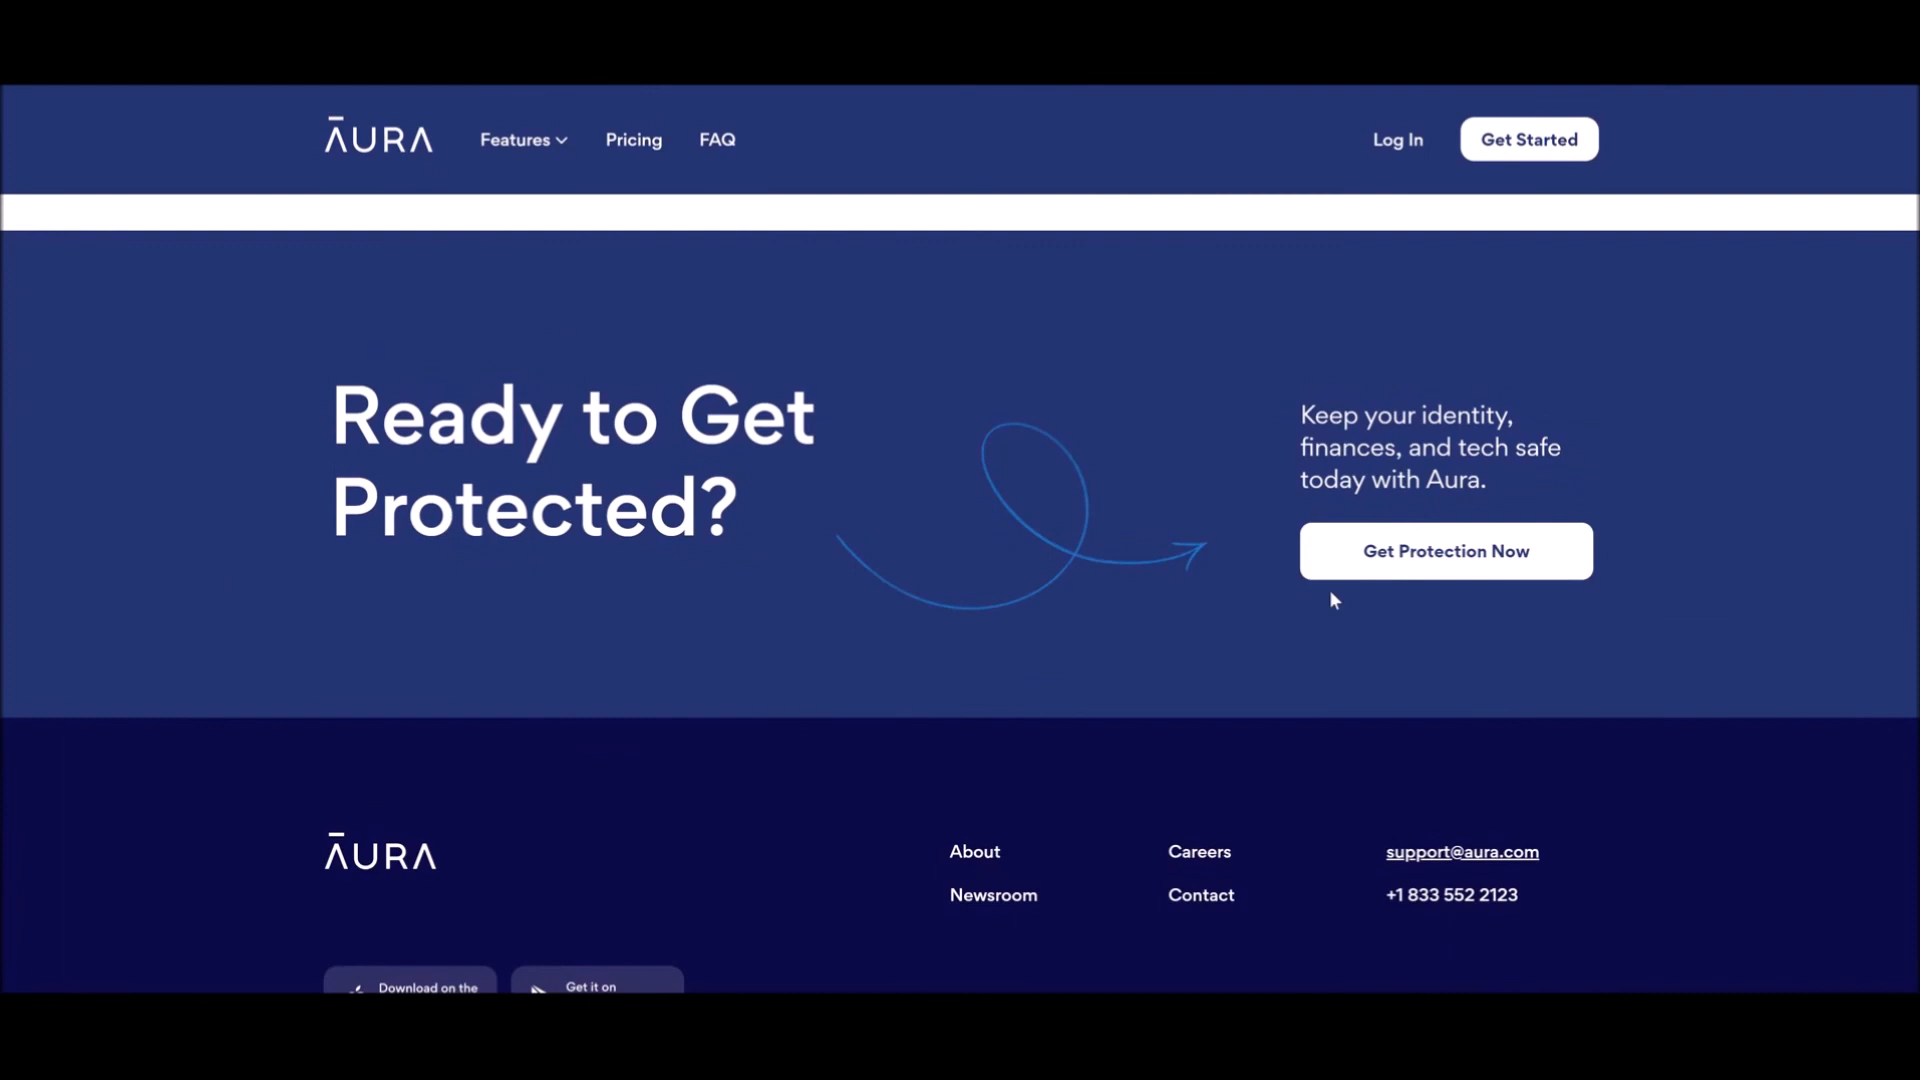 ĀURA Features Pricing FAQ Log In Get Started
Ready to Get
Protected?
Keep your identity,
finances, and tech safe
today with Aura.
Get Protection Now
ĀURA
About Careers support@aura.com
Newsroom Contact +1 833 552 2123
Download on the Get it on